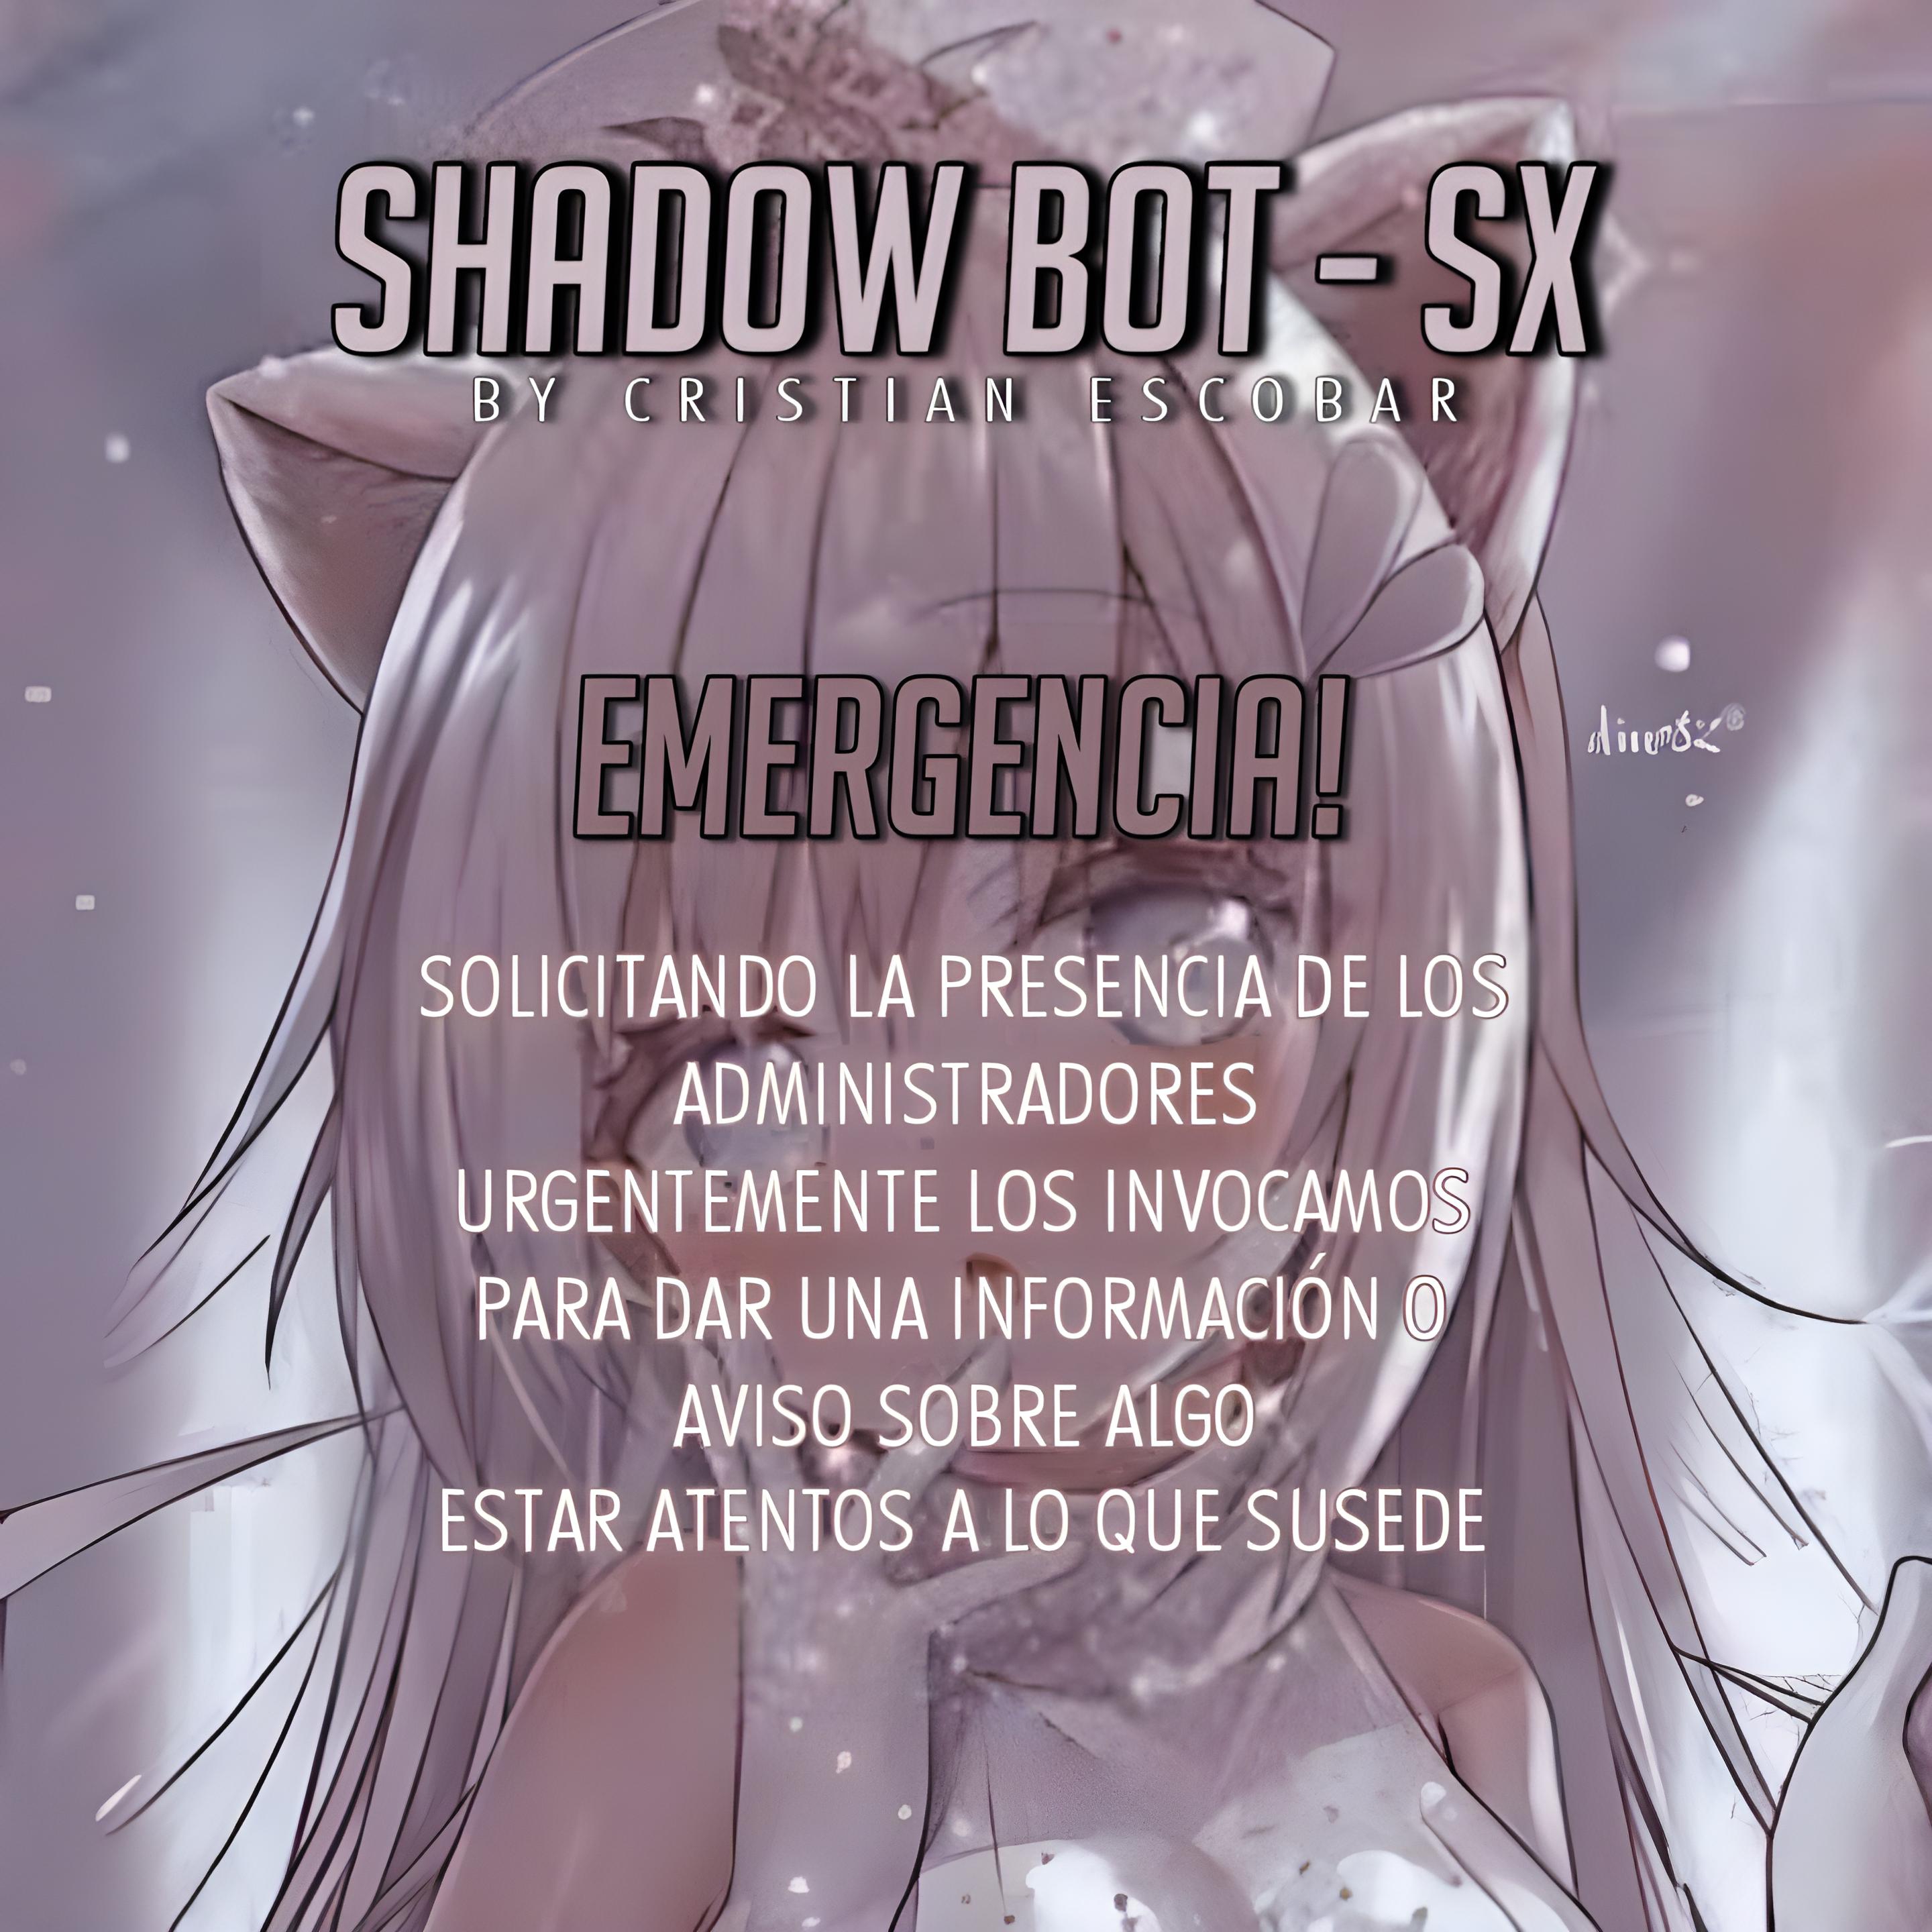 SHADOW BOT - SX
BY CRISTIAN ESCOBAR
EMERGENCIA!
SOLICITANDO LA PRESENCIA DE LOS
ADMINISTRADORES
URGENTEMENTE LOS INVOCAMOS
PARA DAR UNA INFORMACIÓN O
AVISO SOBRE ALGO
ESTAR ATENTOS A LO QUE SUSEDE